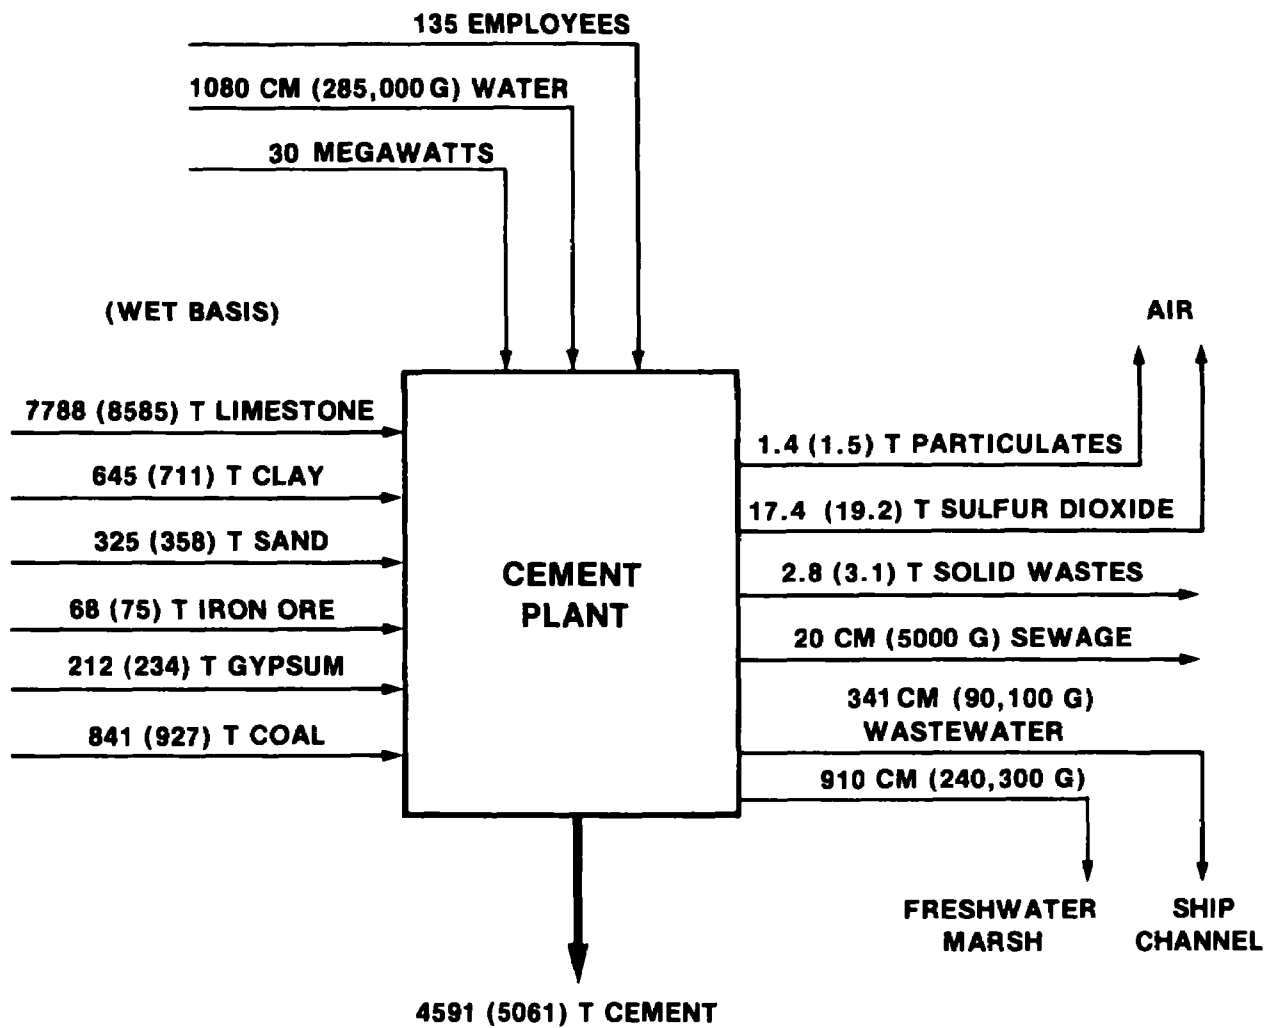 135 EMPLOYEES
1080 CM (285,000 G) WATER
30 MEGAWATTS
(WET BASIS)
7788 (8585) T LIMESTONE
645 (711) T CLAY
325 (358) T SAND
68 (75) T IRON ORE
212 (234) T GYPSUM
841 (927) T COAL
CEMENT
PLANT
AIR
1.4 (1.5) T PARTICULATES
17.4 (19.2) T SULFUR DIOXIDE
2.8 (3.1) T SOLID WASTES
20 CM (5000 G) SEWAGE
341 CM (90,100 G)
WASTEWATER
910 CM (240,300 G)
FRESHWATER
MARSH
SHIP
CHANNEL
4591 (5061) T CEMENT